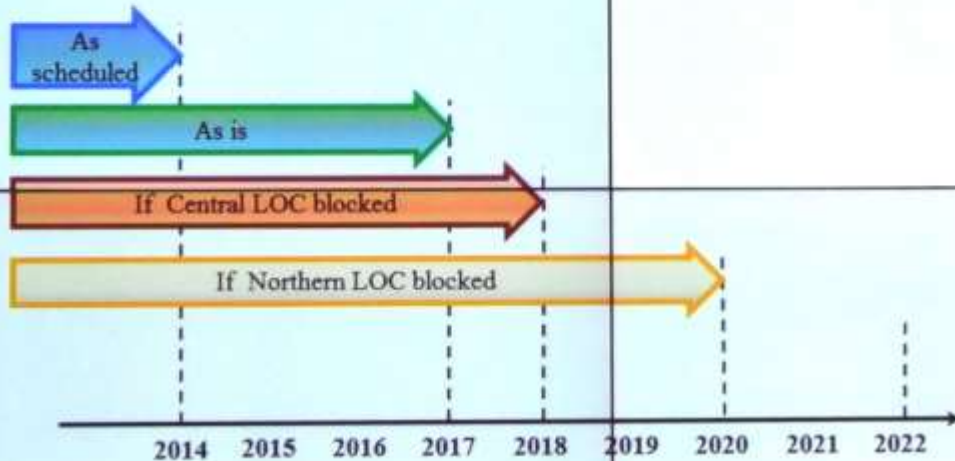 As
scheduled
As is
If Central LOC blocked
If Northern LOC blocked
2014 2015 2016 2017 2018 2019 2020 2021 2022